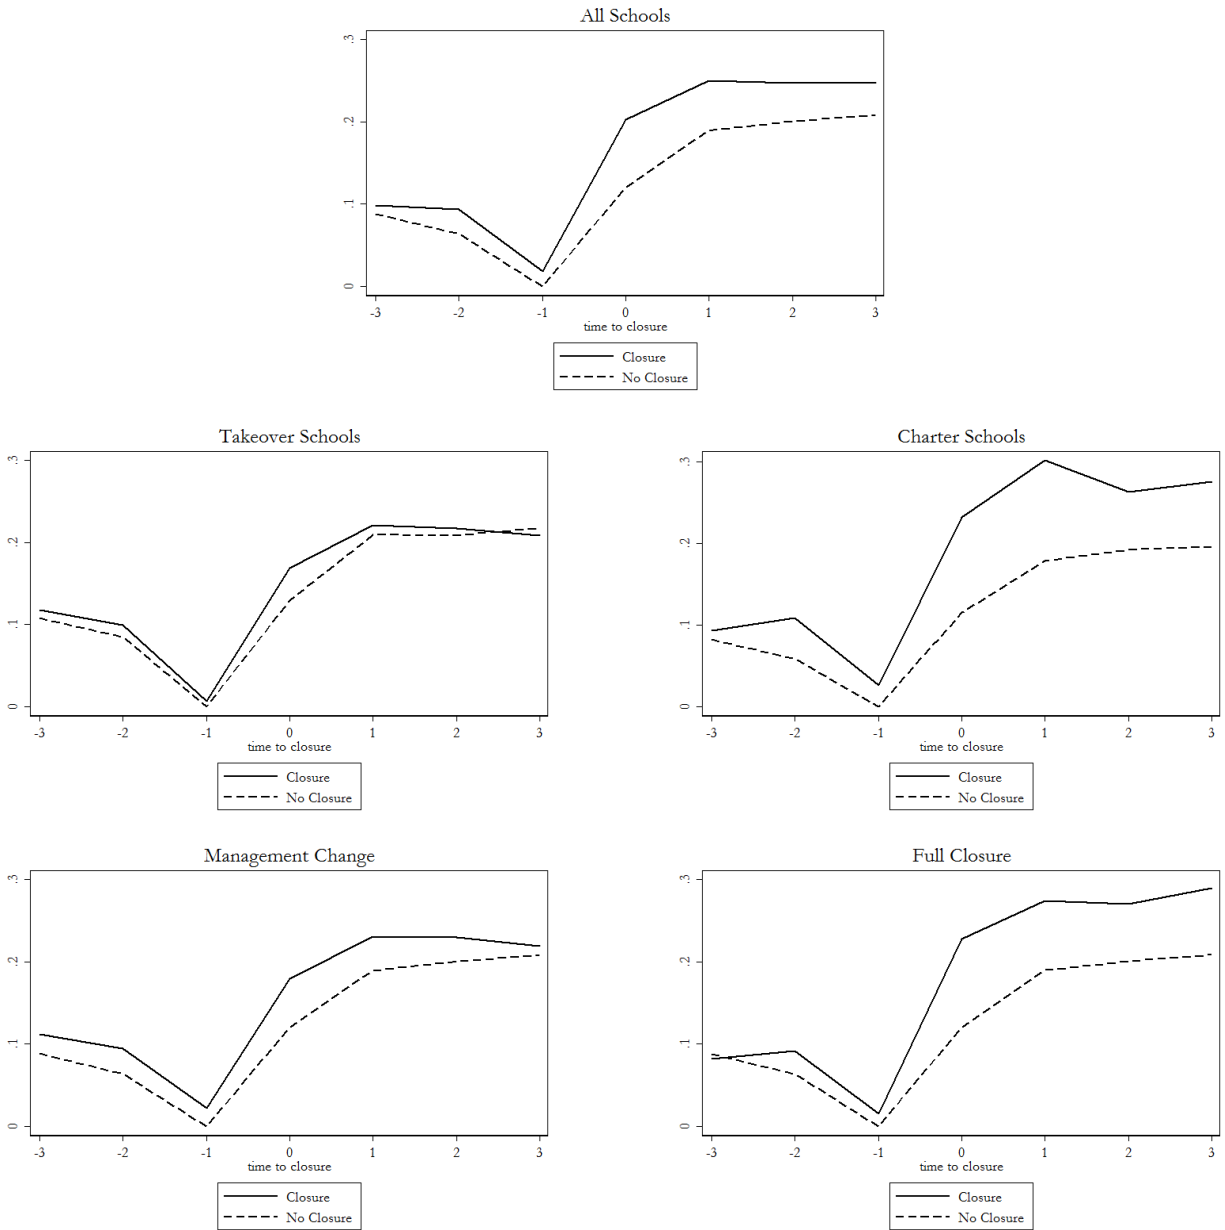 All Schools
.3
.2
.1
0
-3 -2 -1 0 1 2 3
time to closure
Closure
No Closure
Takeover Schools
.3
.2
.1
0
-3 -2 -1 0 1 2 3
time to closure
Closure
No Closure
Charter Schools
.3
.2
.1
0
-3 -2 -1 0 1 2 3
time to closure
Closure
No Closure
Management Change
.3
.2
.1
0
-3 -2 -1 0 1 2 3
time to closure
Closure
No Closure
Full Closure
.3
.2
.1
0
-3 -2 -1 0 1 2 3
time to closure
Closure
No Closure